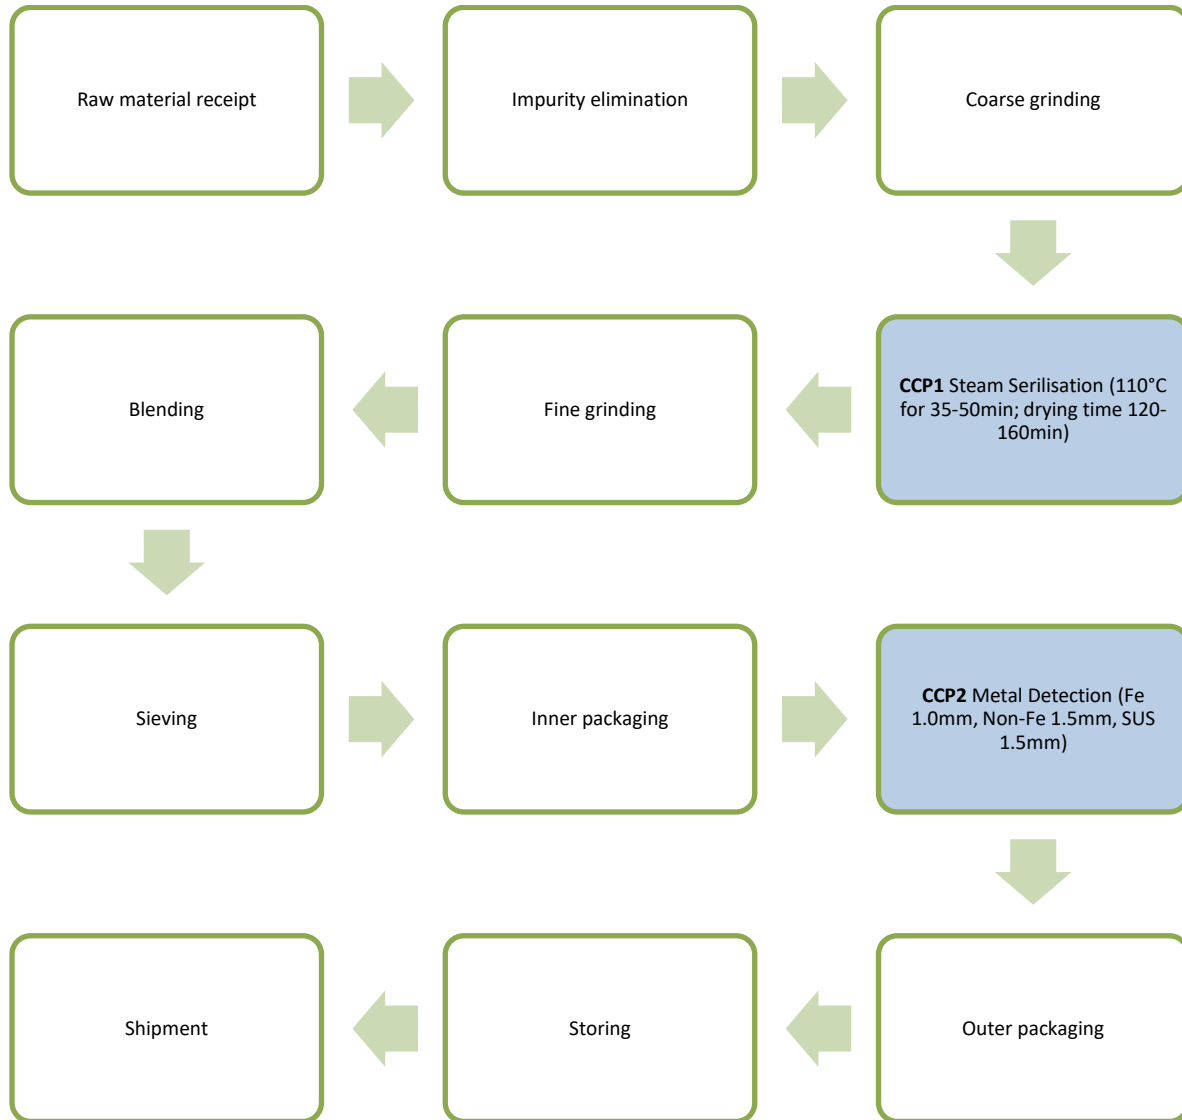 Raw material receipt
Impurity elimination
Coarse grinding
CCP1 Steam Serilisation (110°C
for 35-50min; drying time 120-
160min)
Fine grinding
Blending
Sieving
Inner packaging
CCP2 Metal Detection (Fe
1.0mm, Non-Fe 1.5mm, SUS
1.5mm)
Outer packaging
Storing
Shipment